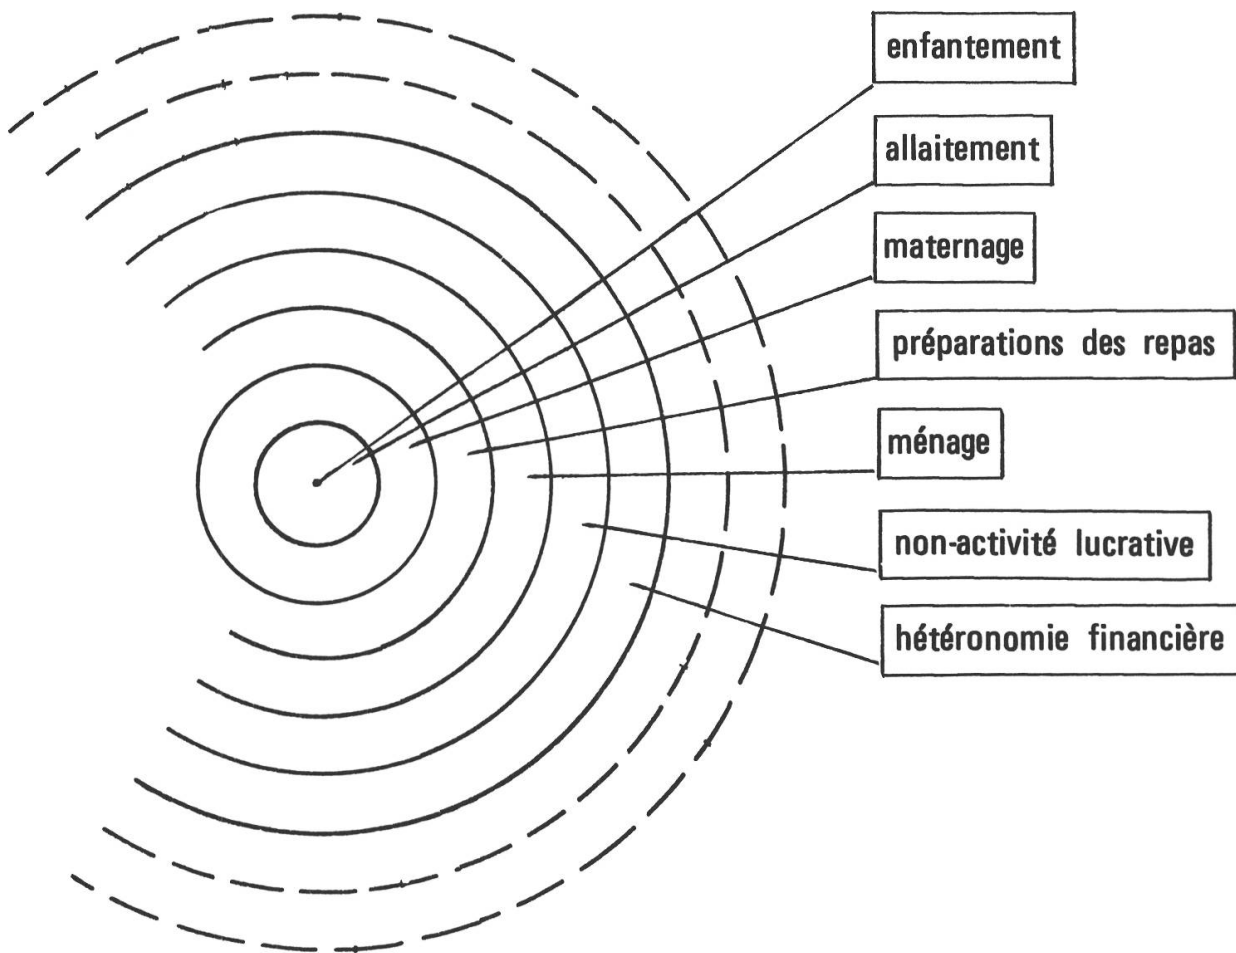 enfantement
allaitement
maternage
préparations des repas
ménage
non-activité lucrative
hétéronomie financière